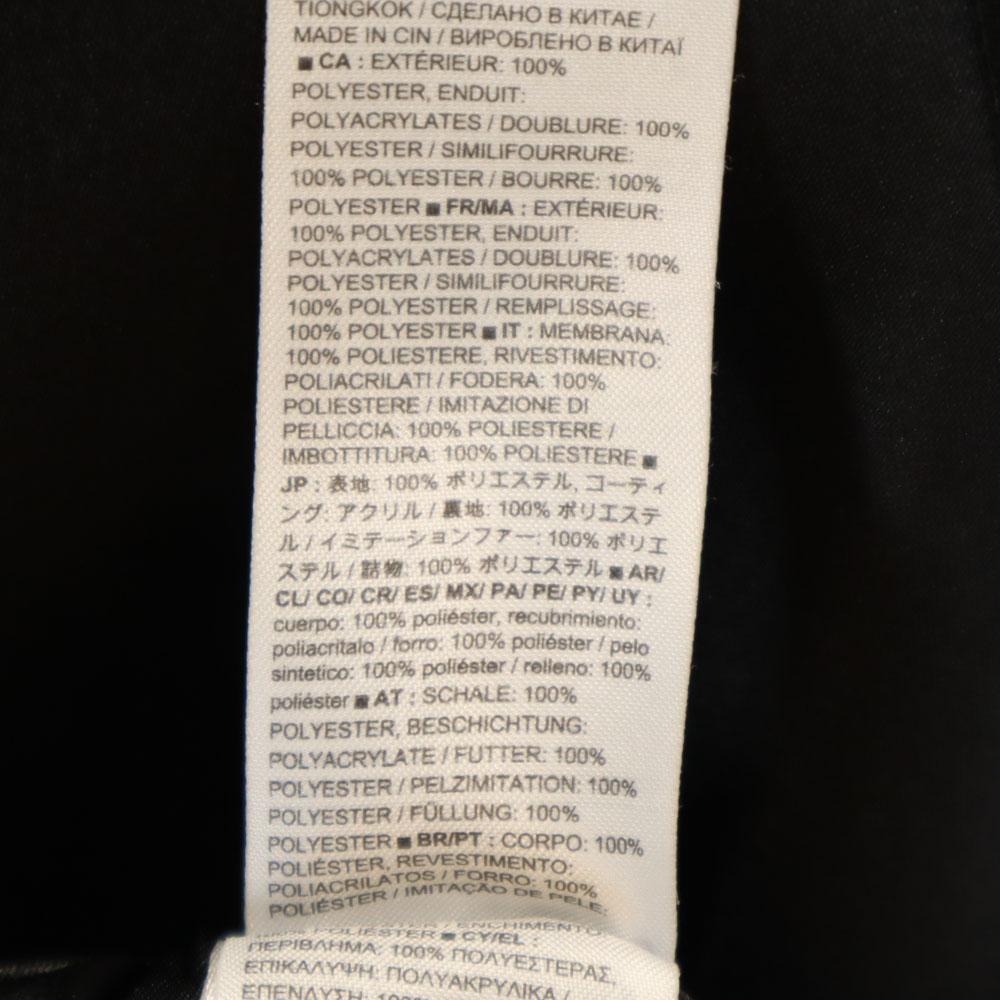 TIONGKOK / СДЕЛАНО В КИТАЕ /
MADE IN CIN / ВИРОБЛЕНО В КИТАЇ
■ CA : EXTÉRIEUR: 100%
POLYESTER, ENDUIT:
POLYACRYLATES / DOUBLURE: 100%
POLYESTER / SIMILIFOURRURE:
100% POLYESTER / BOURRE: 100%
POLYESTER ■ FR/MA : EXTÉRIEUR:
100% POLYESTER, ENDUIT:
POLYACRYLATES / DOUBLURE: 100%
POLYESTER / SIMILIFOURRURE:
100% POLYESTER / REMPLISSAGE:
100% POLYESTER ■ IT : MEMBRANA:
100% POLIESTERE, RIVESTIMENTO:
POLIACRILATI / FODERA: 100%
POLIESTERE / IMITAZIONE DI
PELLICCIA: 100% POLIESTERE /
IMBOTTITURA: 100% POLIESTERE ■
JP : 表地: 100% ポリエステル, コーティ
ング: アクリル / 裏地: 100% ポリエステ
ル / イミテーションファー: 100% ポリエ
ステル / 詰物: 100% ポリエステル ■ AR/
CL/ CO/ CR/ ES/ MX/ PA/ PE/ PY/ UY :
cuerpo: 100% poliéster, recubrimiento:
poliacritalo / forro: 100% poliéster / pelo
sintetico: 100% poliéster / relleno: 100%
poliéster ■ AT : SCHALE: 100%
POLYESTER, BESCHICHTUNG:
POLYACRYLATE / FUTTER: 100%
POLYESTER / PELZIMITATION: 100%
POLYESTER / FÜLLUNG: 100%
POLYESTER ■ BR/PT : CORPO: 100%
POLIÉSTER, REVESTIMENTO:
POLIACRILATOS / FORRO: 100%
POLIÉSTER / IMITAÇÃO DE PELE:
POLIÉSTER / ENCHIMENTO:
POLIÉSTER ■ CY/EL :
ΠΕΡΙΒΛΗΜΑ: 100% ΠΟΛΥΕΣΤΕΡΑΣ,
ΕΠΙΚΑΛΥΨΗ: ΠΟΛΥΑΚΡΥΛΙΚΑ /
ΕΠΕΝΔΥΣΗ: